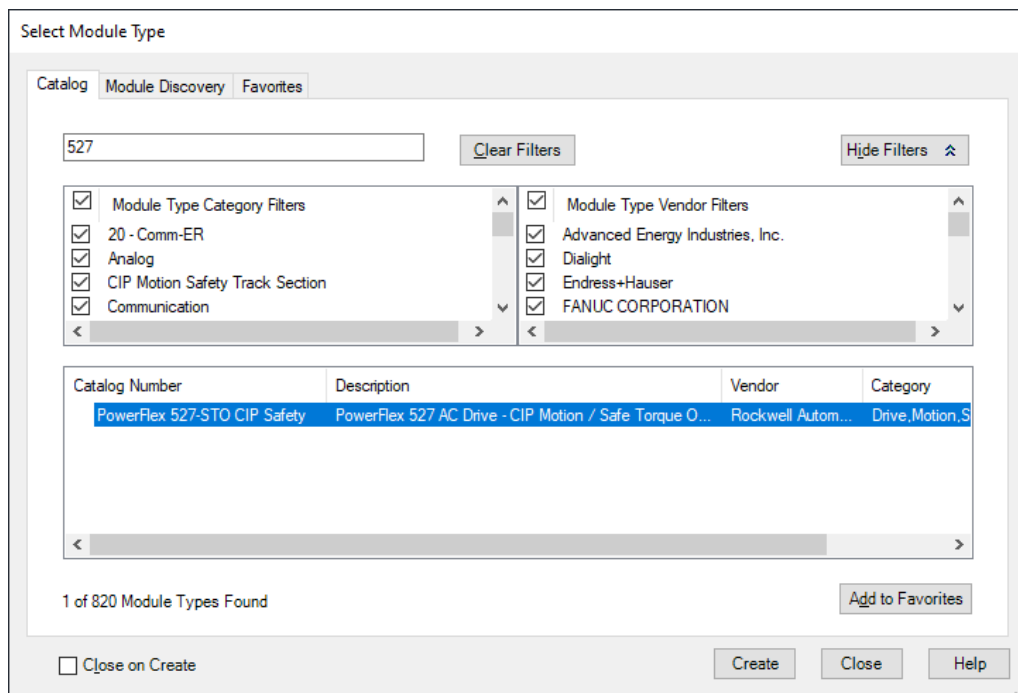 Select Module Type
Catalog Module Discovery Favorites
527 Clear Filters Hide Filters
Module Type Category Filters
20 - Comm-ER
Analog
CIP Motion Safety Track Section
Communication
Module Type Vendor Filters
Advanced Energy Industries, Inc.
Dialight
Endress+Hauser
FANUC CORPORATION
Catalog Number Description Vendor Category
PowerFlex 527-STO CIP Safety PowerFlex 527 AC Drive - CIP Motion / Safe Torque O... Rockwell Autom... Drive,Motion,S
1 of 820 Module Types Found Add to Favorites
Close on Create Create Close Help